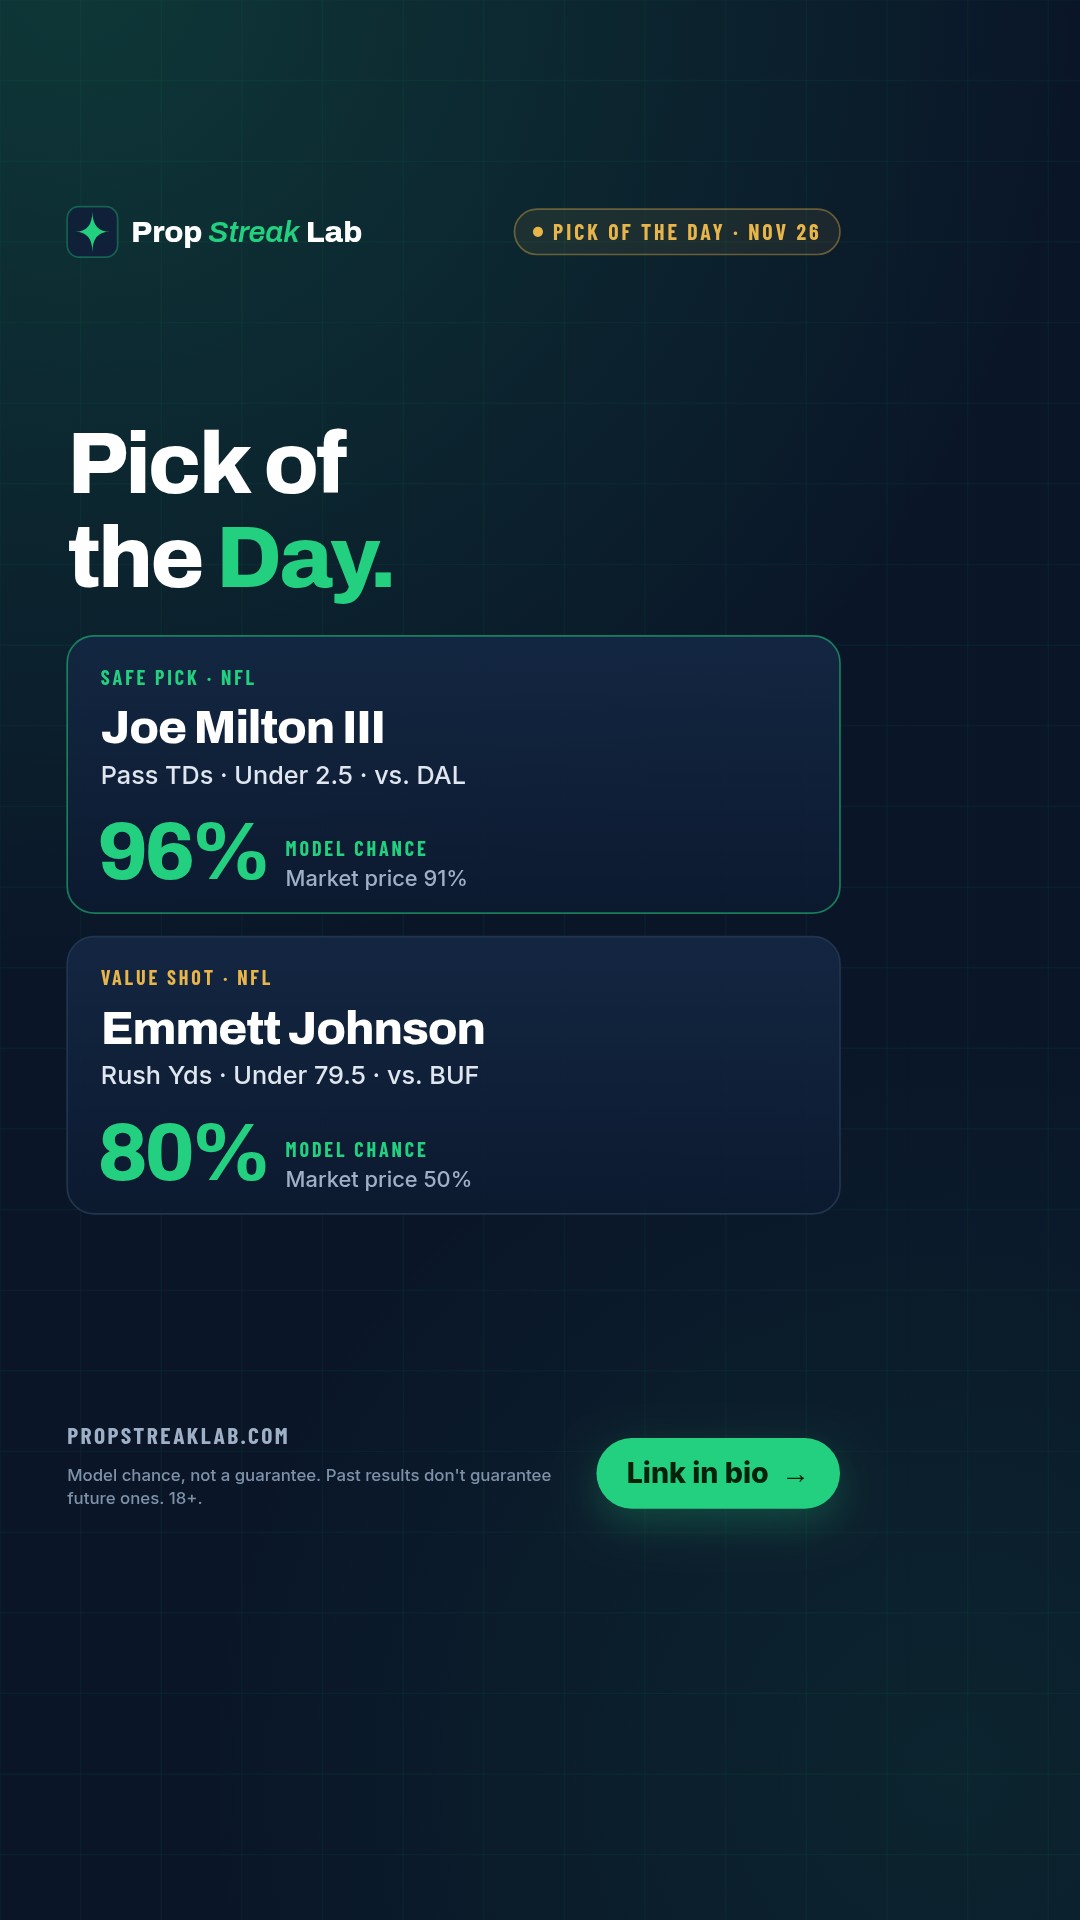 Prop Streak Lab
PICK OF THE DAY · NOV 26
Pick of
the Day.
SAFE PICK · NFL
Joe Milton III
Pass TDs · Under 2.5 · vs. DAL
96%
MODEL CHANCE
Market price 91%
VALUE SHOT · NFL
Emmett Johnson
Rush Yds · Under 79.5 · vs. BUF
80%
MODEL CHANCE
Market price 50%
PROPSTREAKLAB.COM
Model chance, not a guarantee. Past results don't guarantee
future ones. 18+.
Link in bio →